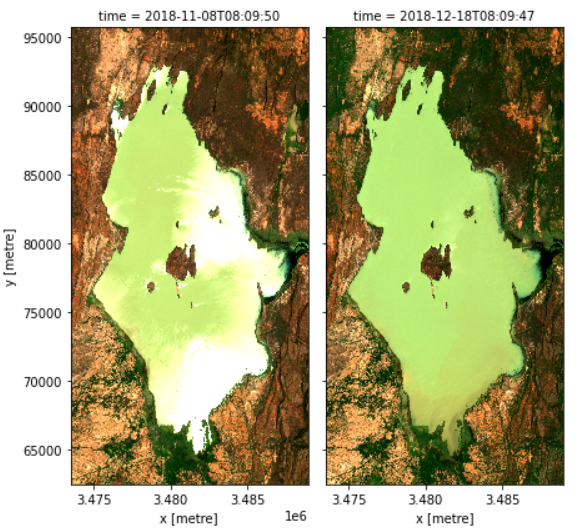 time = 2018-11-08T08:09:50
time = 2018-12-18T08:09:47
95000
90000
85000
80000
75000
70000
65000
y [metre]
3.475
3.480
3.485
3.475
3.480
3.485
x [metre]
1e6
x [metre]